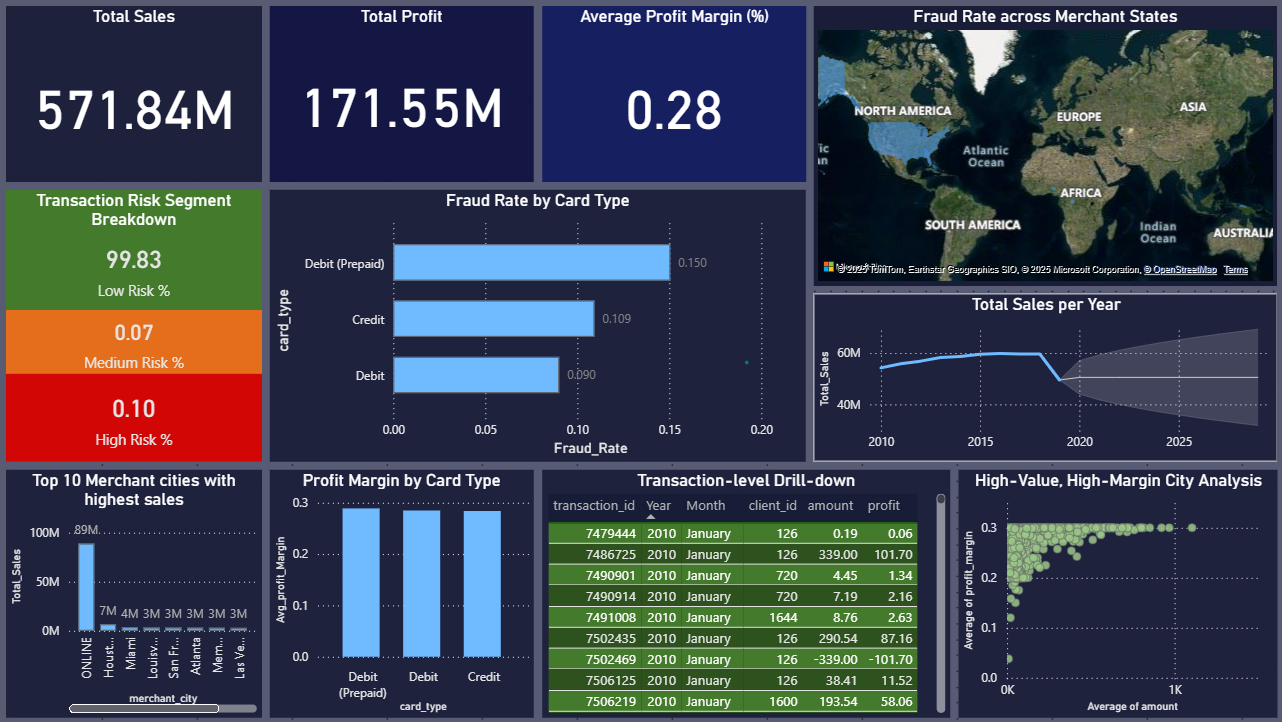 Total Sales
571.84M
Total Profit
171.55M
Average Profit Margin (%)
0.28
Fraud Rate across Merchant States
NORTH AMERICA
EUROPE
ASIA
Atlantic
Ocean
AFRICA
SOUTH AMERICA
Indian
Ocean
AUSTRALIA
© 2025 TomTom, Earthstar Geographics SIO, © 2025 Microsoft Corporation, © OpenStreetMap Terms
Transaction Risk Segment
Breakdown
99.83
Low Risk %
0.07
Medium Risk %
0.10
High Risk %
Fraud Rate by Card Type
card_type
Debit (Prepaid)
0.150
Credit
0.109
Debit
0.090
0.00 0.05 0.10 0.15 0.20
Fraud_Rate
Total Sales per Year
Total_Sales
60M
40M
2010 2015 2020 2025
Top 10 Merchant cities with
highest sales
Total_Sales
100M
50M
0M
89M 7M 4M 3M 3M 3M 3M 3M
ONLINE
Houst...
Miami
Louisv...
San Fr...
Atlanta
Mem...
Las Ve...
merchant_city
Profit Margin by Card Type
Avg_profit_Margin
0.3
0.2
0.1
0.0
Debit
(Prepaid)
Debit
Credit
card_type
Transaction-level Drill-down
transaction_id Year Month client_id amount profit
7479444 2010 January 126 0.19 0.06
7486725 2010 January 126 339.00 101.70
7490901 2010 January 720 4.45 1.34
7490914 2010 January 720 7.19 2.16
7491008 2010 January 1644 8.76 2.63
7502435 2010 January 126 290.54 87.16
7502469 2010 January 126 -339.00 -101.70
7506125 2010 January 126 38.41 11.52
7506219 2010 January 1600 193.54 58.06
High-Value, High-Margin City Analysis
Average of profit_margin
0.3
0.2
0.1
0.0
0K 1K
Average of amount